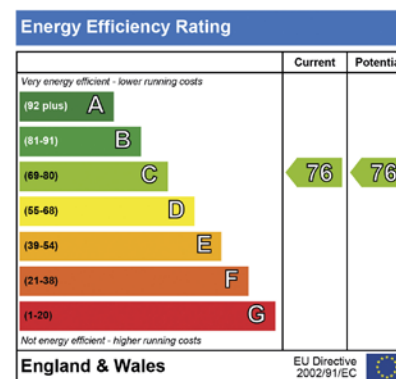 Energy Efficiency Rating
Current Potentia
Very energy efficient - lower running costs
(92 plus) A
(81-91) B
(69-80) C 76 76
(55-68) D
(39-54) E
(21-38) F
(1-20) G
Not energy efficient - higher running costs
England & Wales EU Directive
2002/91/EC